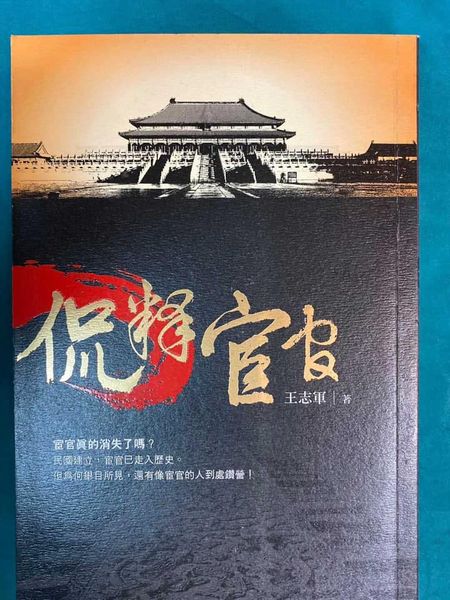 侃释宦官
王志軍｜著
宦官眞的消失了嗎？
民國建立，宦官已走入歷史。
但為何舉目所見，還有像宦官的人到處鑽營！